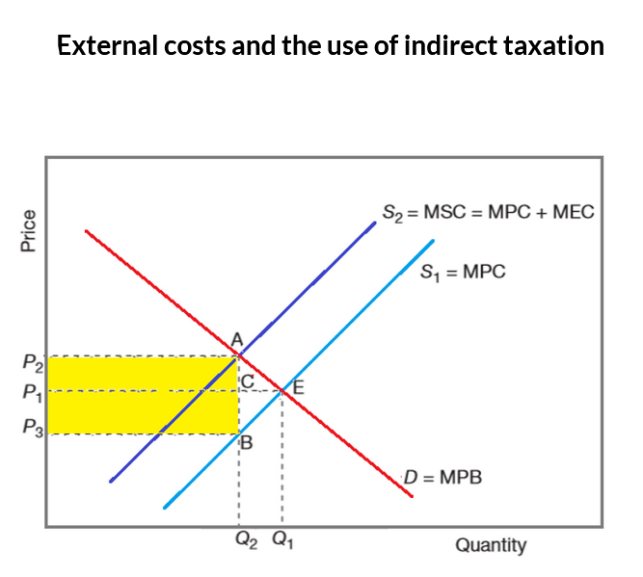 External costs and the use of indirect taxation
Price
S₂ = MSC = MPC + MEC
S₁ = MPC
A
P₂
C
E
P₁
P₃
B
D = MPB
Q₂ Q₁
Quantity